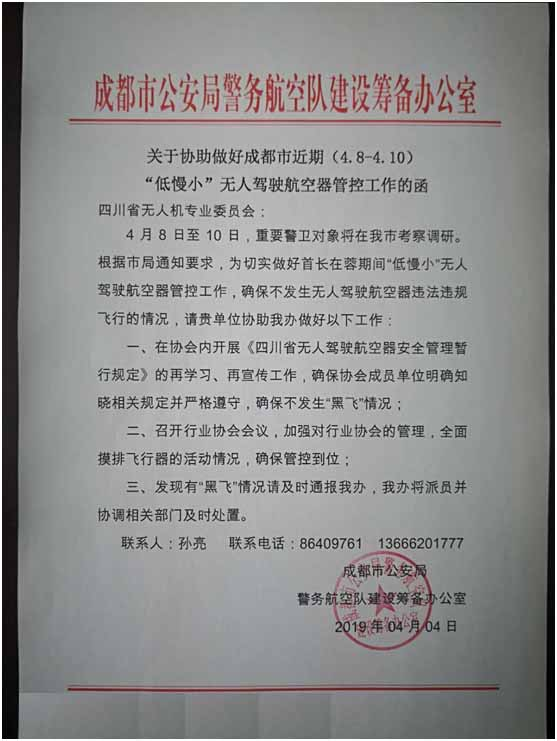 成都市公安局警务航空队建设筹备办公室
关于协助做好成都市近期（4.8-4.10）
“低慢小”无人驾驶航空器管控工作的函
四川省无人机专业委员会：
4 月 8 日至 10 日，重要警卫对象将在我市考察调研。
根据市局通知要求，为切实做好首长在蓉期间“低慢小”无人
驾驶航空器管控工作，确保不发生无人驾驶航空器违法违规
飞行的情况，请贵单位协助我办做好以下工作：
一、在协会内开展《四川省无人驾驶航空器安全管理暂
行规定》的再学习、再宣传工作，确保协会成员单位明确知
晓相关规定并严格遵守，确保不发生“黑飞”情况；
二、召开行业协会会议，加强对行业协会的管理，全面
摸排飞行器的活动情况，确保管控到位；
三、发现有“黑飞”情况请及时通报我办，我办将派员并
协调相关部门及时处置。
联系人：孙亮 联系电话：86409761 13666201777
成都市公安局
警务航空队建设筹备办公室
2019 年 04 月 04 日